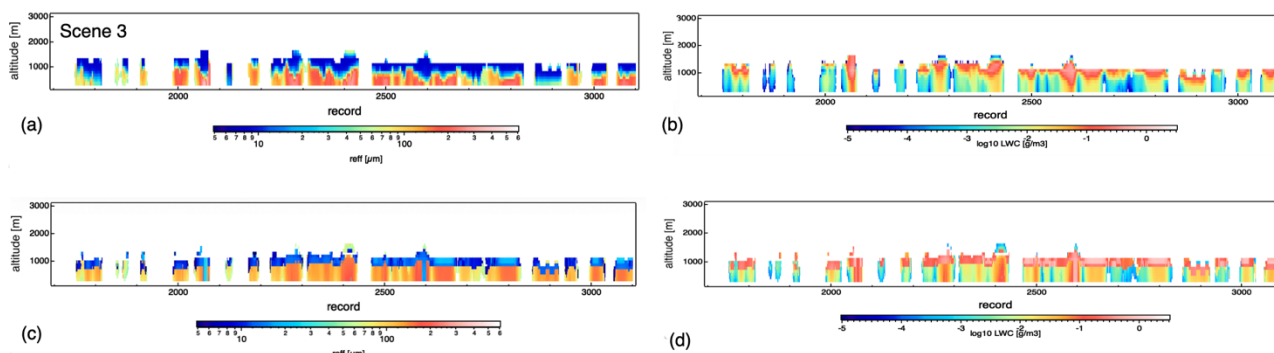 3000
Scene 3
2000
1000
altitude [m]
2000 2500 3000
record
(a)
5 6 7 8 9 10 2 3 4 5 6 7 8 9 100 2 3 4 5 6
reff [µm]
3000
2000
1000
altitude [m]
2000 2500 3000
record
(b)
-5 -4 -3 -2 -1 0
log10 LWC [g/m3]
3000
2000
1000
altitude [m]
2000 2500 3000
record
(c)
5 6 7 8 9 10 2 3 4 5 6 7 8 9 100 2 3 4 5 6
reff [µm]
3000
2000
1000
altitude [m]
2000 2500 3000
record
(d)
-5 -4 -3 -2 -1 0
log10 LWC [g/m3]